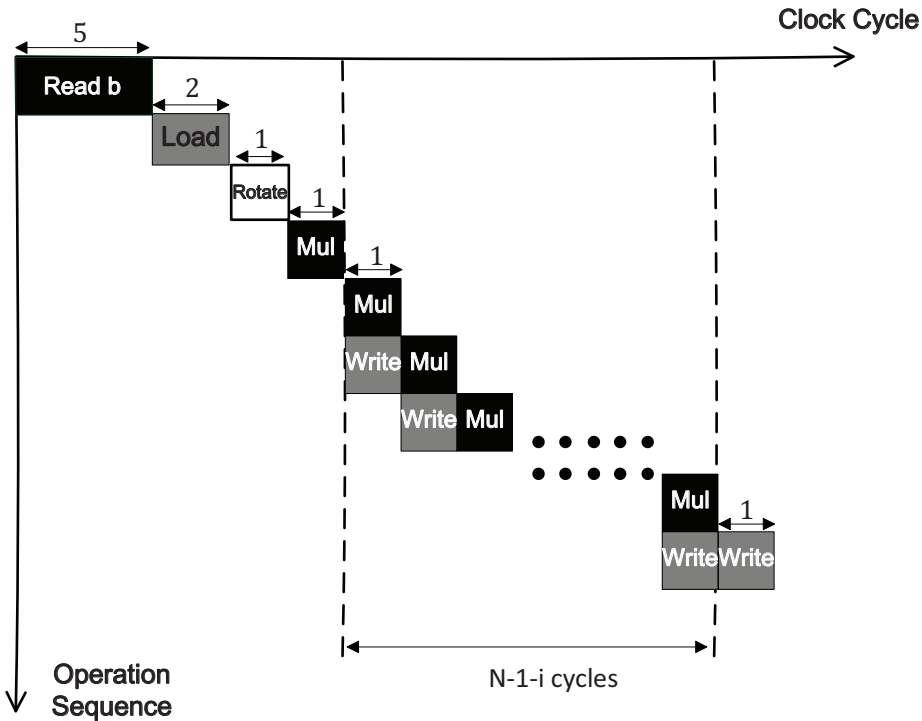 Clock Cycle
5
Read b
2
Load
1
Rotate
1
Mul
1
Mul
Write Mul
Write Mul
Mul
1
Write Write
N-1-i cycles
Operation
Sequence